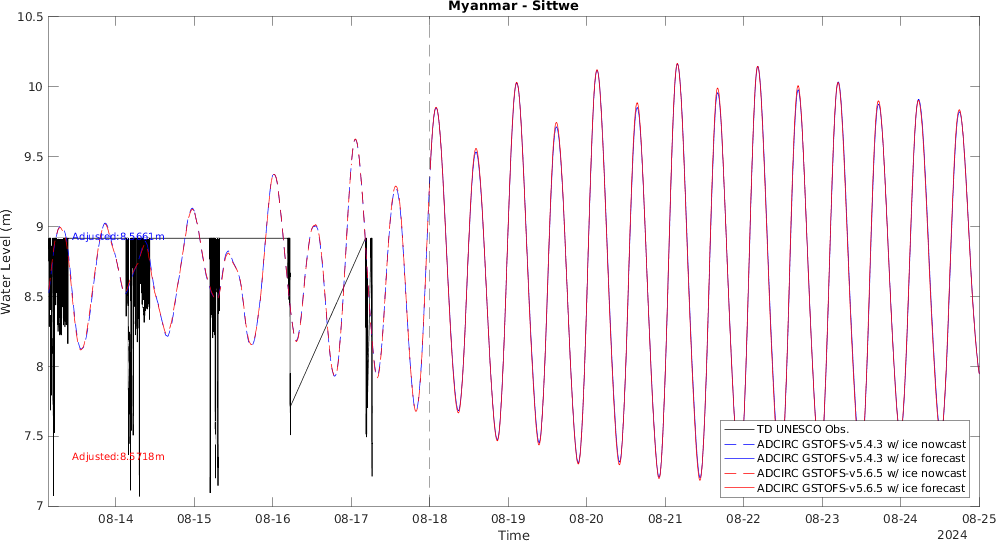 Myanmar - Sittwe
10.5
10
9.5
9
8.5
8
7.5
7
Water Level (m)
Adjusted:8.5661m
Adjusted:8.5718m
TD UNESCO Obs.
ADCIRC GSTOFS-v5.4.3 w/ ice nowcast
ADCIRC GSTOFS-v5.4.3 w/ ice forecast
ADCIRC GSTOFS-v5.6.5 w/ ice nowcast
ADCIRC GSTOFS-v5.6.5 w/ ice forecast
08-14 08-15 08-16 08-17 08-18 08-19 08-20 08-21 08-22 08-23 08-24 08-25
Time
2024